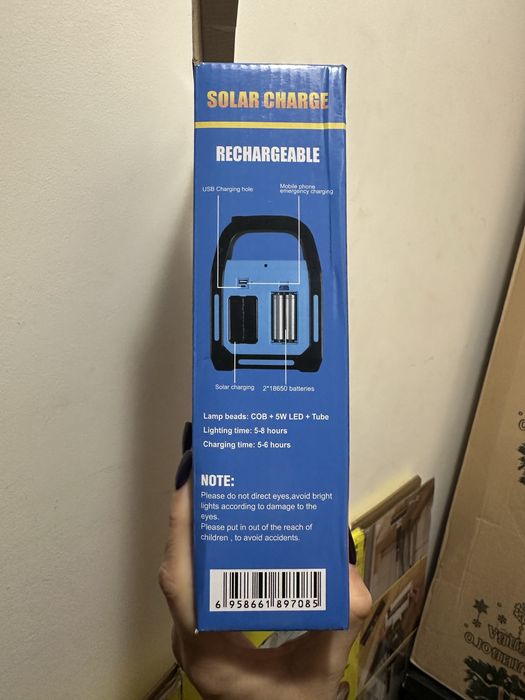 SOLAR CHARGE
RECHARGEABLE
USB Charging hole
Mobile phone
emergency charging
Solar charging
2*18650 batteries
Lamp beads: COB + 5W LED + Tube
Lighting time: 5-8 hours
Charging time: 5-6 hours
NOTE:
Please do not direct eyes,avoid bright
lights according to damage to the
eyes.
Please put in out of the reach of
children , to avoid accidents.
6 958661 897085